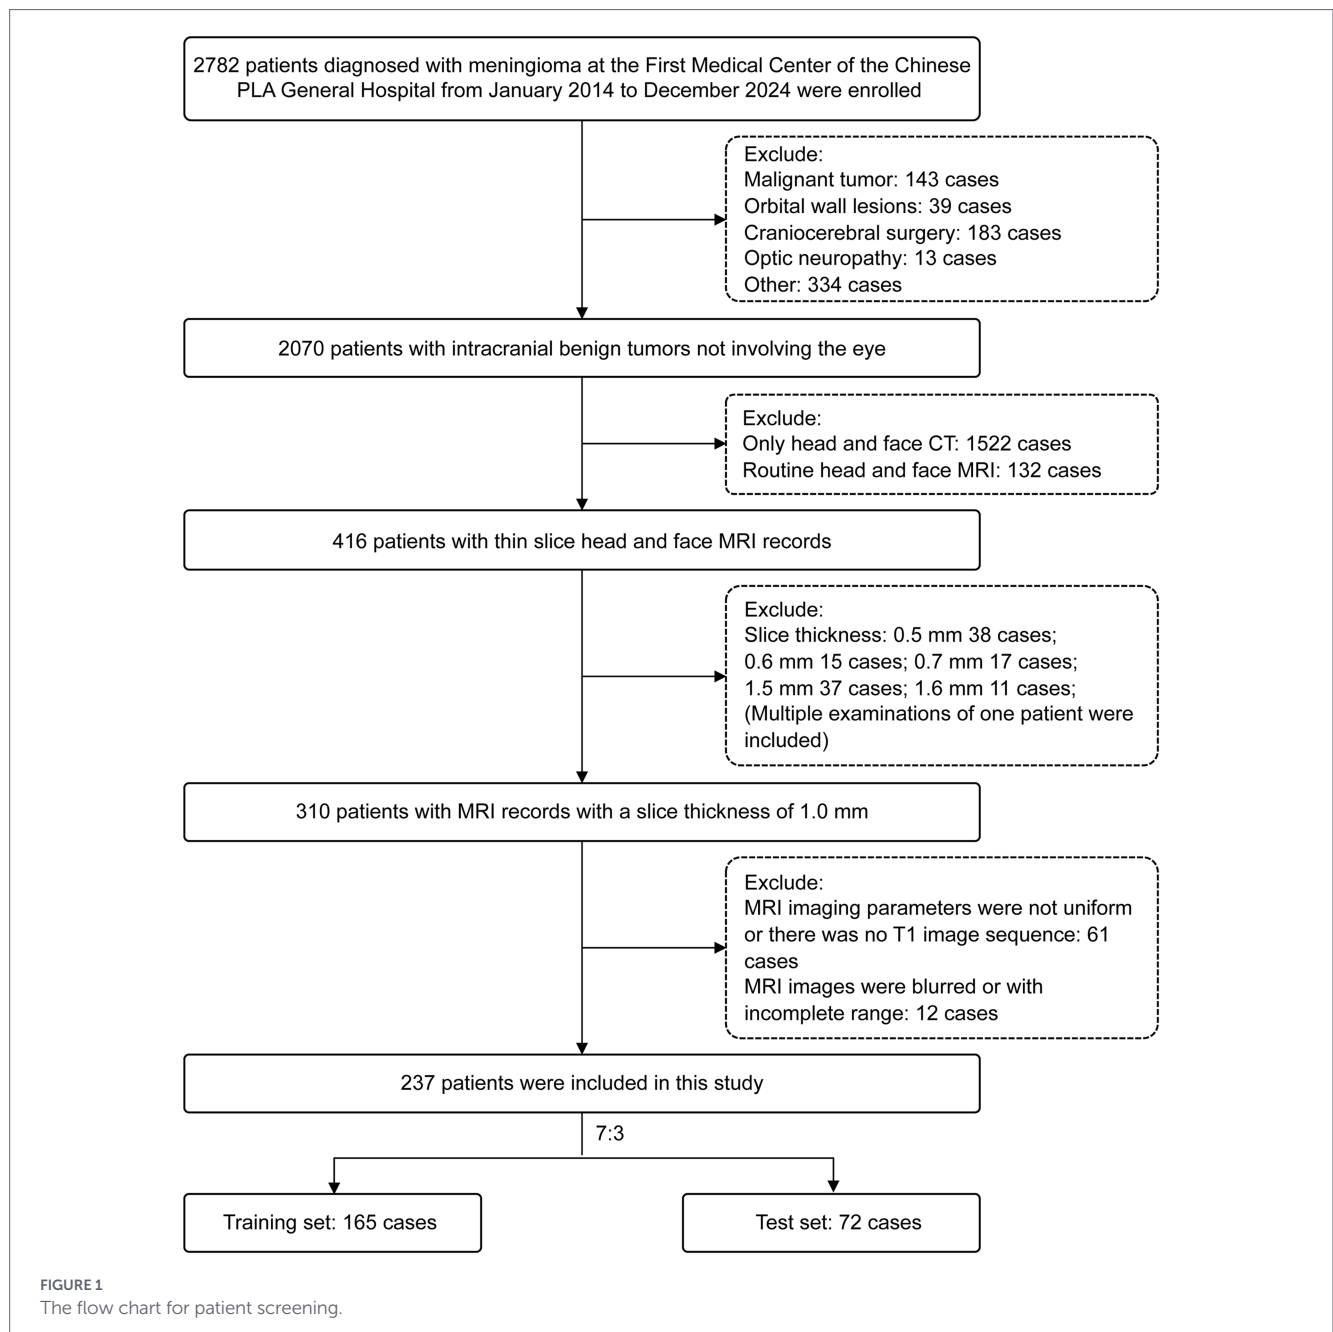 2782 patients diagnosed with meningioma at the First Medical Center of the Chinese
PLA General Hospital from January 2014 to December 2024 were enrolled
Exclude:
Malignant tumor: 143 cases
Orbital wall lesions: 39 cases
Craniocerebral surgery: 183 cases
Optic neuropathy: 13 cases
Other: 334 cases
2070 patients with intracranial benign tumors not involving the eye
Exclude:
Only head and face CT: 1522 cases
Routine head and face MRI: 132 cases
416 patients with thin slice head and face MRI records
Exclude:
Slice thickness: 0.5 mm 38 cases;
0.6 mm 15 cases; 0.7 mm 17 cases;
1.5 mm 37 cases; 1.6 mm 11 cases;
(Multiple examinations of one patient were
included)
310 patients with MRI records with a slice thickness of 1.0 mm
Exclude:
MRI imaging parameters were not uniform
or there was no T1 image sequence: 61
cases
MRI images were blurred or with
incomplete range: 12 cases
237 patients were included in this study
7:3
Training set: 165 cases
Test set: 72 cases
FIGURE 1
The flow chart for patient screening.